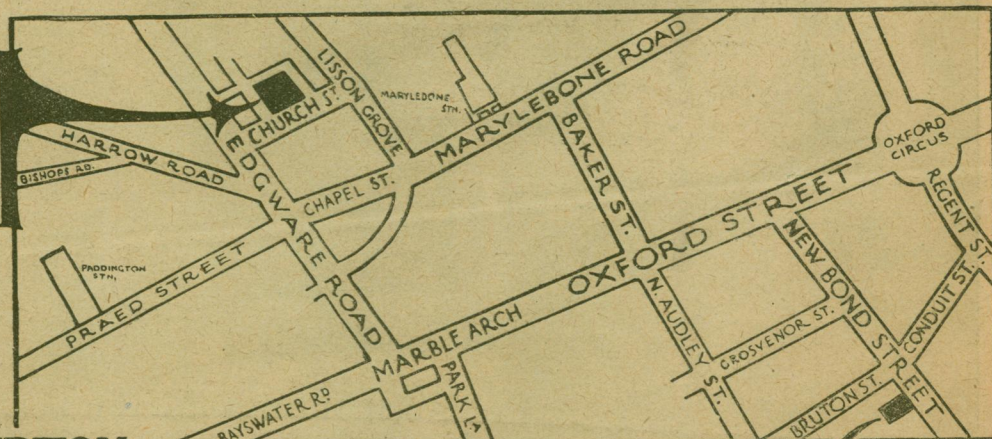 LISSON GROVE
MARYLEBONE
STN.
MARYLEBONE ROAD
CHURCH ST.
HARROW ROAD
BISHOPS RD.
EDGWARE ROAD
CHAPEL ST.
BAKER ST.
OXFORD
CIRCUS
OXFORD STREET
REGENT ST.
PADDINGTON
STN.
PRAED STREET
NEW BOND STREET
CONDUIT ST.
N. AUDLEY ST.
GROSVENOR ST.
MARBLE ARCH
PARK LA
BAYSWATER RD
BRUTON ST.